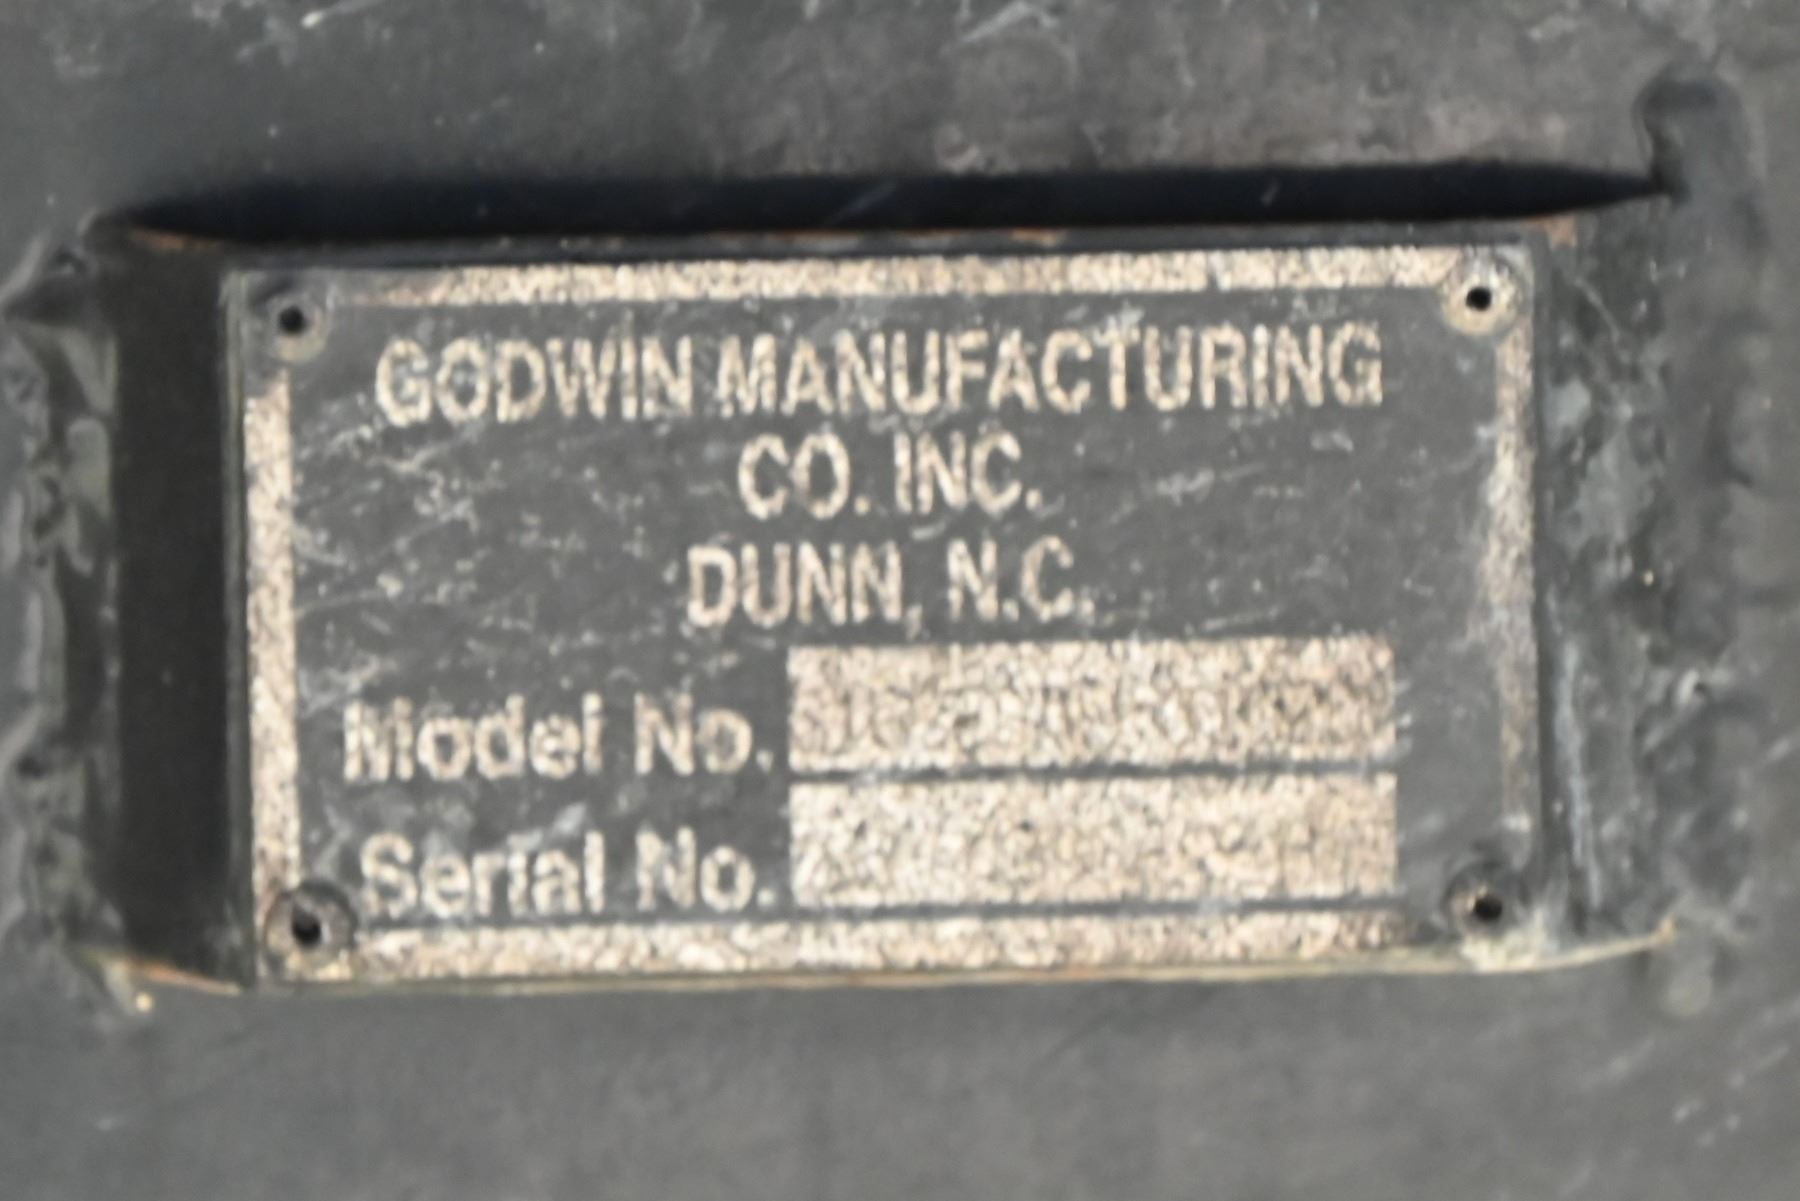 GODWIN MANUFACTURING
CO. INC.
DUNN, N.C.
Model No.
Serial No.